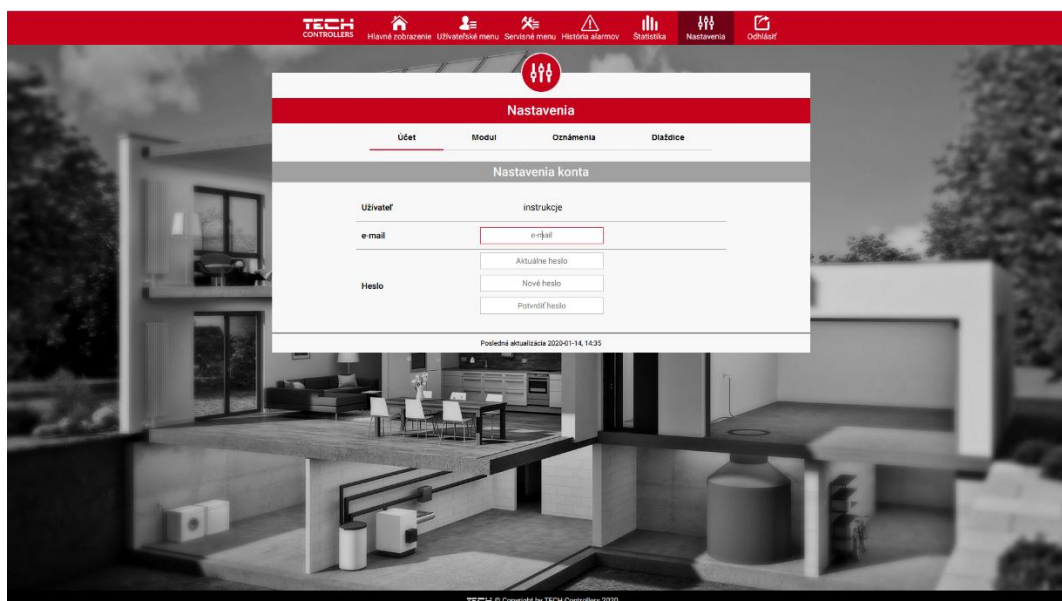 TECH
CONTROLLERS
Hlavné zobrazenie Užívateľské menu Servisné menu História alarmov Štatistika Nastavenia Odhlásiť
Nastavenia
Účet Modul Oznámenia Dlaždice
Nastavenia konta
Užívateľ instrukcje
e-mail e-mail
Aktuálne heslo
Heslo Nové heslo
Potvrdiť heslo
Posledná aktualizácia 2020-01-14, 14:35
TECH © Copyright by TECH Controllers 2020